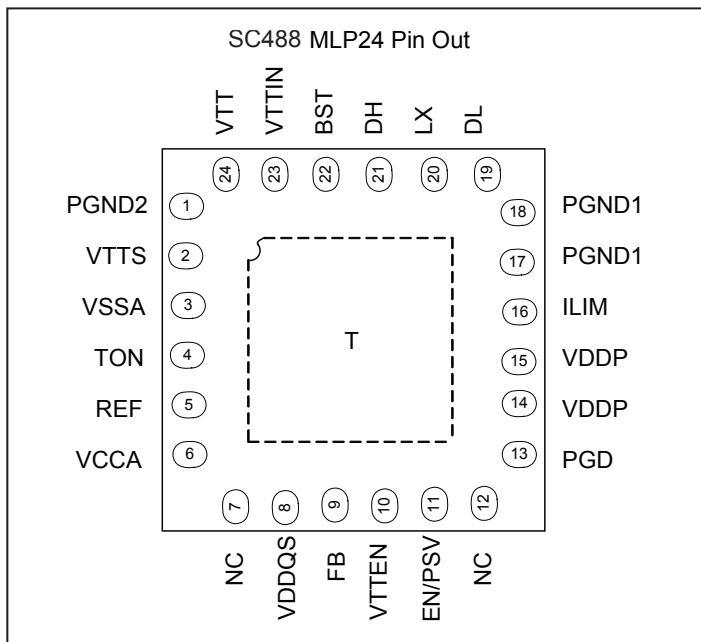 SC488 MLP24 Pin Out
VTT
VTTIN
BST
DH
LX
DL
24
23
22
21
20
19
PGND2
1
VTTS
2
VSSA
3
TON
4
REF
5
VCCA
6
T
18
PGND1
17
PGND1
16
ILIM
15
VDDP
14
VDDP
13
PGD
7
8
9
10
11
12
NC
VDDQS
FB
VTTEN
EN/PSV
NC